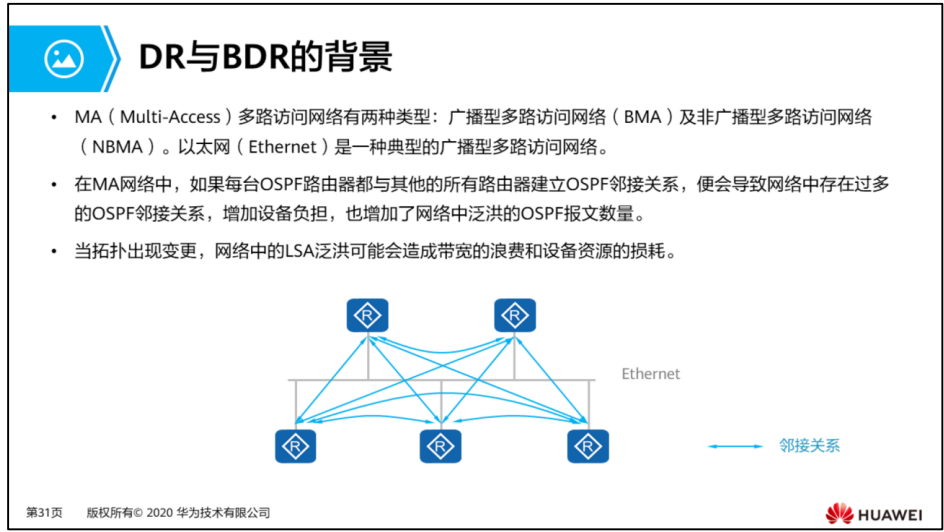 DR与BDR的背景
• MA（Multi-Access）多路访问网络有两种类型：广播型多路访问网络（BMA）及非广播型多路访问网络
（NBMA）。以太网（Ethernet）是一种典型的广播型多路访问网络。
• 在MA网络中，如果每台OSPF路由器都与其他的所有路由器建立OSPF邻接关系，便会导致网络中存在过多
的OSPF邻接关系，增加设备负担，也增加了网络中泛洪的OSPF报文数量。
• 当拓扑出现变更，网络中的LSA泛洪可能会造成带宽的浪费和设备资源的损耗。
R
R
Ethernet
R
R
R
邻接关系
第31页 版权所有© 2020 华为技术有限公司
HUAWEI